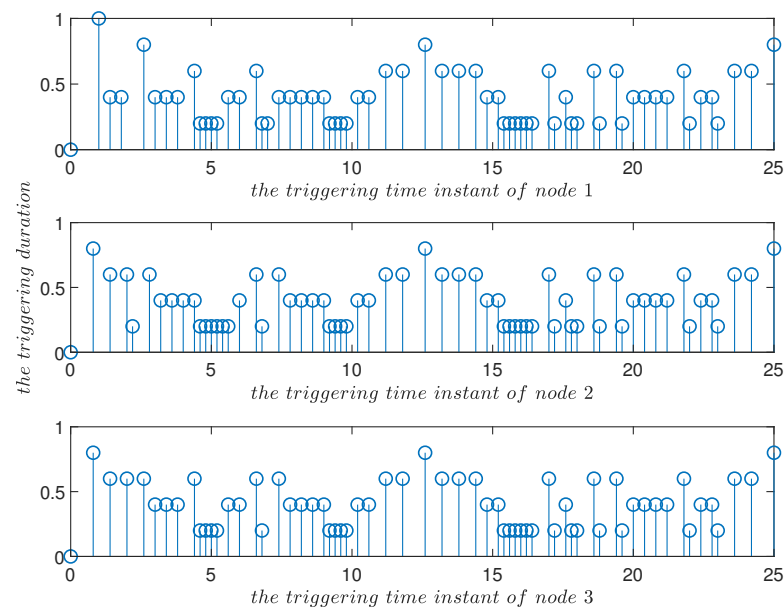 1
0.5
0
0 5 10 15 20 25
the triggering time instant of node 1
the triggering duration
1
0.5
0
0 5 10 15 20 25
the triggering time instant of node 2
1
0.5
0
0 5 10 15 20 25
the triggering time instant of node 3